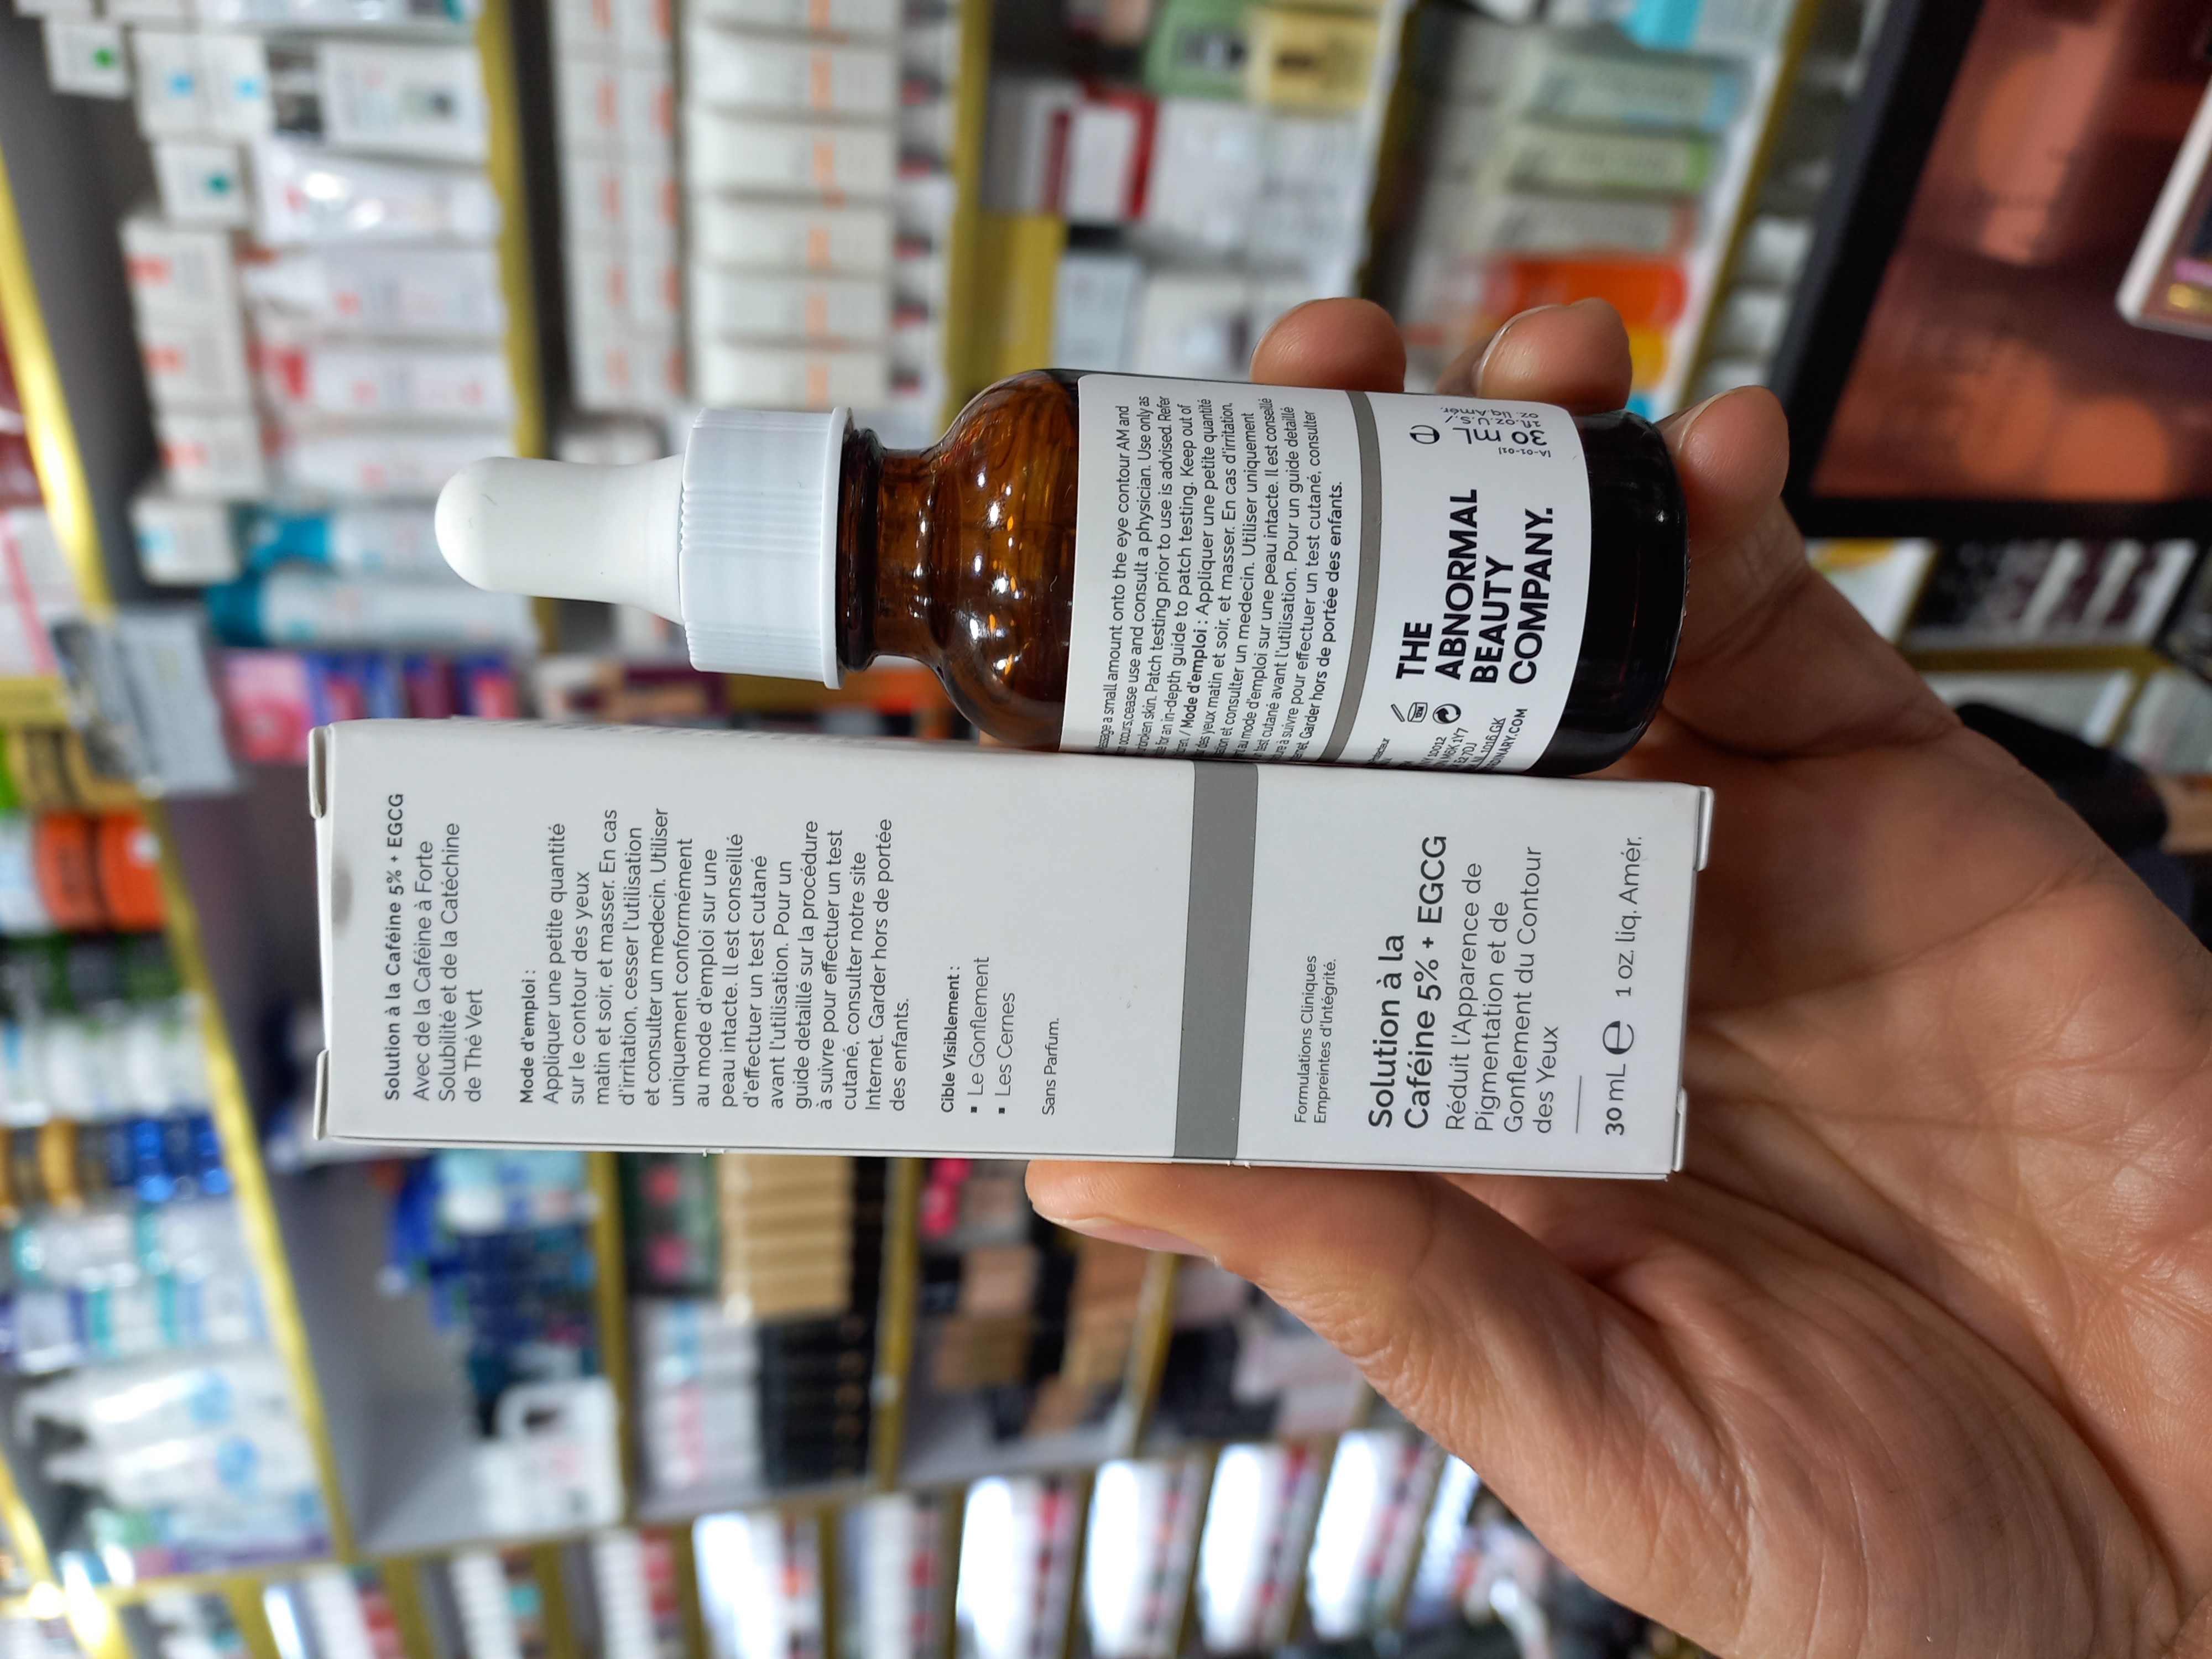 Solution à la Caféine 5% + EGCG
Avec de la Caféine à Forte
Solubilité et de la Catéchine
de Thé Vert
Mode d'emploi :
Appliquer une petite quantité
sur le contour des yeux
matin et soir, et masser. En cas
d'irritation, cesser l'utilisation
et consulter un medecin. Utiliser
uniquement conformément
au mode d'emploi sur une
peau intacte. Il est conseillé
d'effectuer un test cutané
avant l'utilisation. Pour un
guide detaillé sur la procédure
à suivre pour effectuer un test
cutané, consulter notre site
Internet. Garder hors de portée
des enfants.
Cible Visiblement :
▪ Le Gonflement
▪ Les Cernes
Sans Parfum.
Formulations Cliniques
Empreintes d'Intégrité.
Solution à la
Caféine 5% + EGCG
Réduit l'Apparence de
Pigmentation et de
Gonflement du Contour
des Yeux
30 mL ℮ 1 oz. liq. Amér.
a small amount onto the eye contour AM and
occurs, cease use and consult a physician. Use only as
skin. Patch testing prior to use is advised. Refer
for an in-depth guide to patch testing. Keep out of
/ Mode d'emploi : Appliquer une petite quantité
des yeux matin et soir, et masser. En cas d'irritation,
et consulter un medecin. Utiliser uniquement
au mode d'emploi sur une peau intacte. Il est conseillé
test cutané avant l'utilisation. Pour un guide detaillé
à suivre pour effectuer un test cutané, consulter
Garder hors de portée des enfants.
THE
ABNORMAL
BEAUTY
COMPANY.
30 mL
1 fl. oz. U.S. /
oz. liq. Amér.